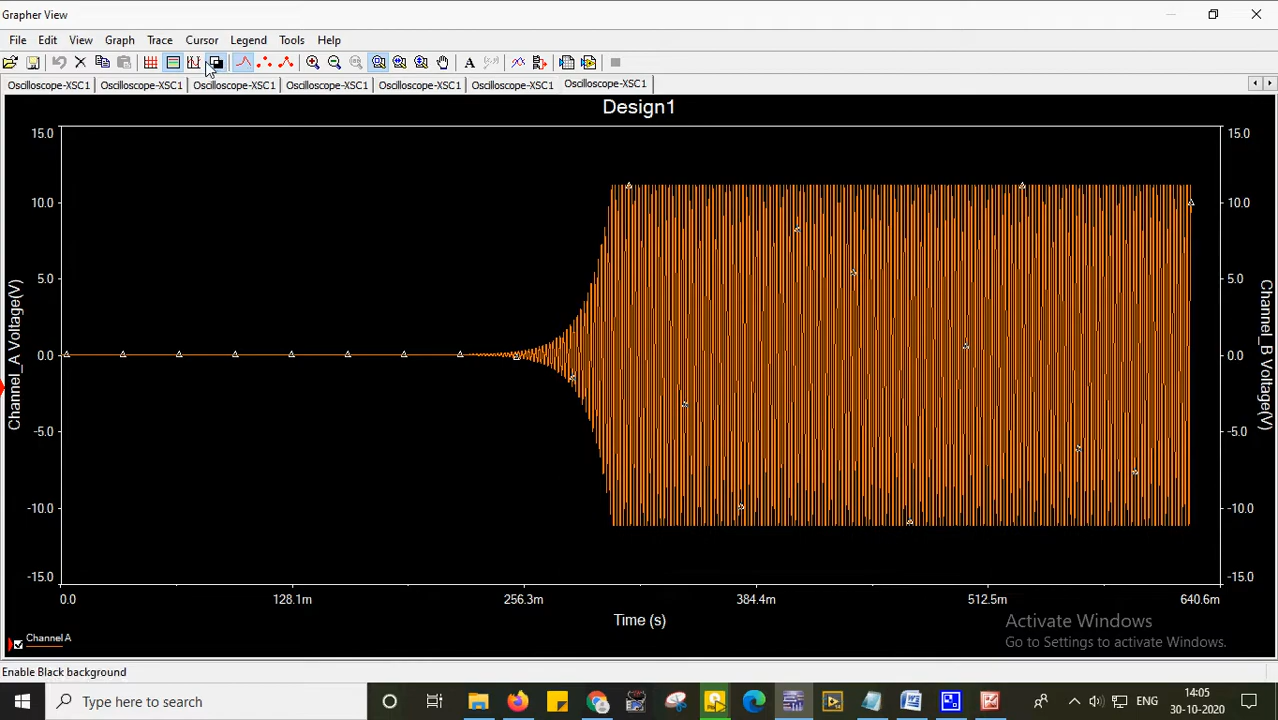 Grapher View
File Edit View Graph Trace Cursor Legend Tools Help
A
Oscilloscope-XSC1 Oscilloscope-XSC1 Oscilloscope-XSC1 Oscilloscope-XSC1 Oscilloscope-XSC1 Oscilloscope-XSC1 Oscilloscope-XSC1
Design1
15.0 15.0
10.0 10.0
5.0 5.0
0.0 0.0
-5.0 -5.0
-10.0 -10.0
-15.0 -15.0
Channel_A Voltage(V)
Channel_B Voltage(V)
0.0 128.1m 256.3m 384.4m 512.5m 640.6m
Time (s)
Activate Windows
Go to Settings to activate Windows.
Channel A
Enable Black background
Type here to search
ENG
14:05
30-10-2020